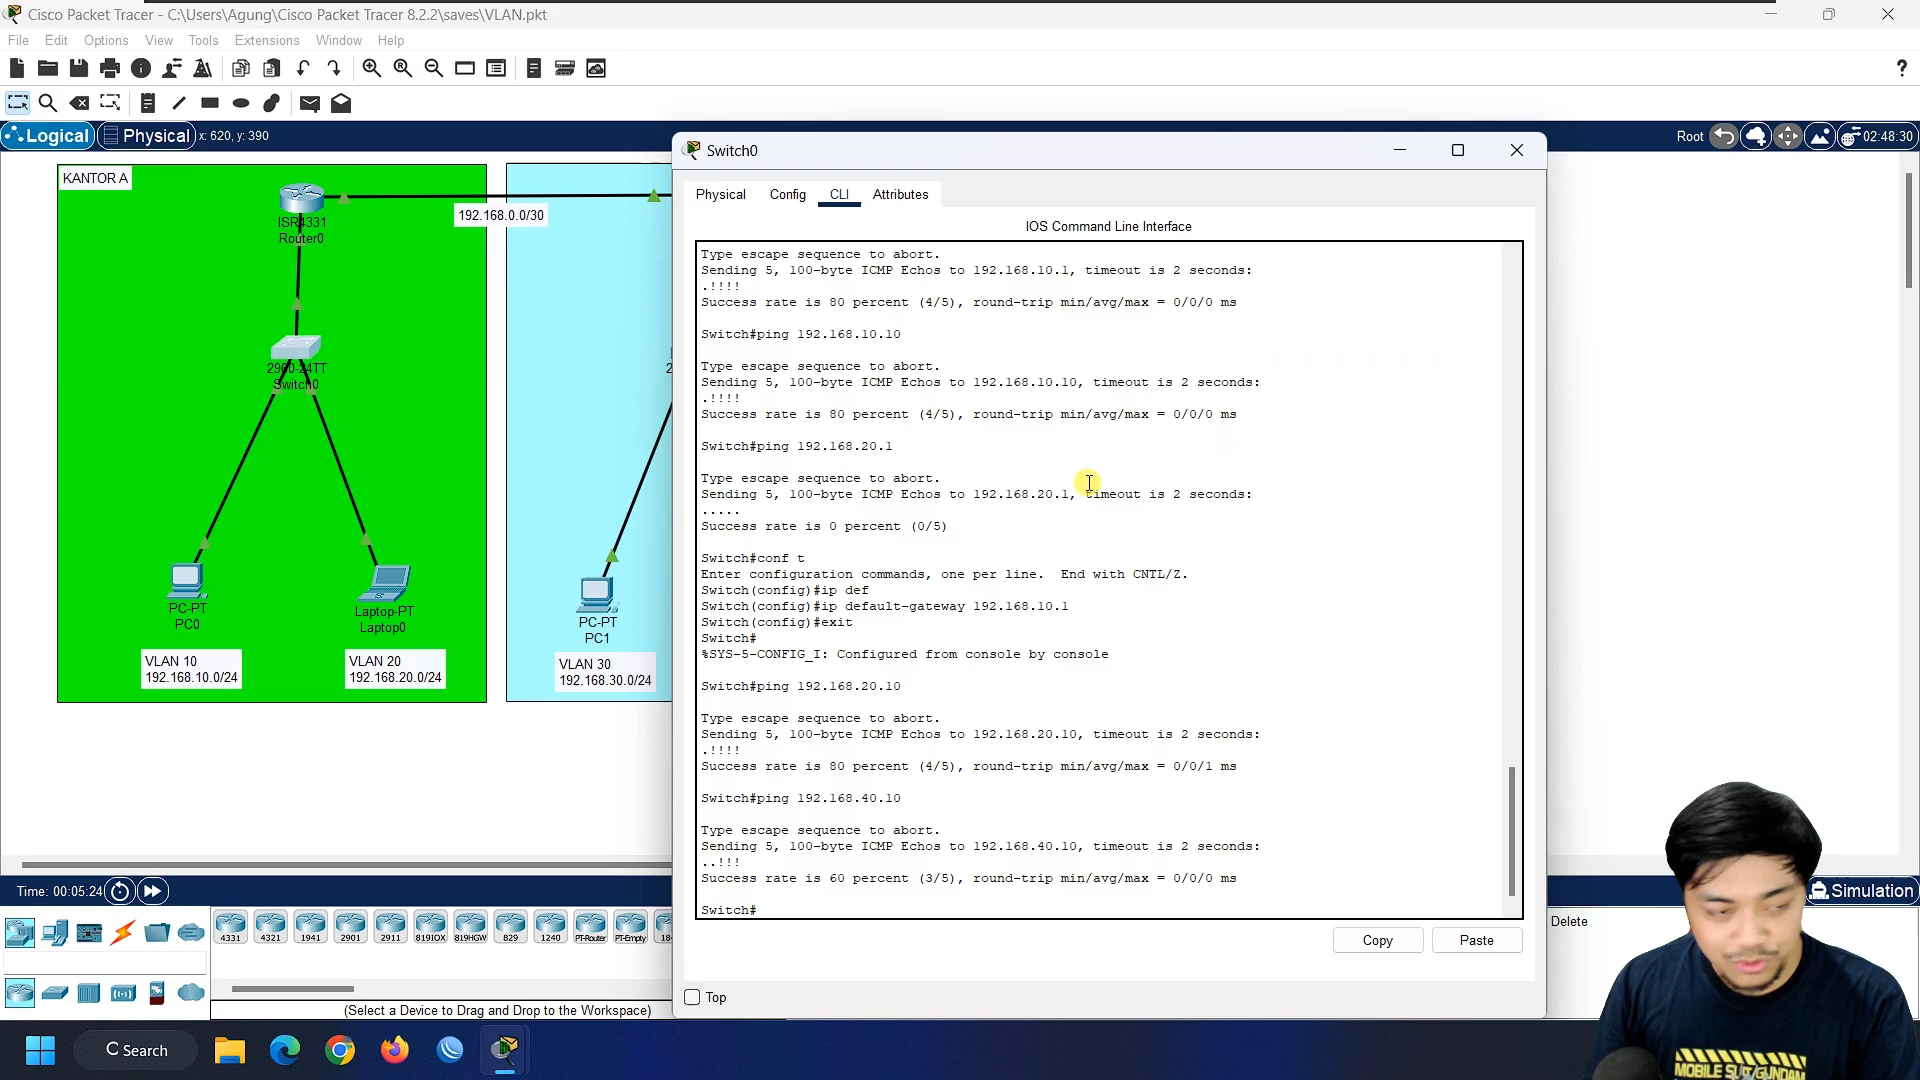 Cisco Packet Tracer - C:\Users\Agung\Cisco Packet Tracer 8.2.2\saves\VLAN.pkt
File Edit Options View Tools Extensions Window Help
?
Logical Physical x: 620, y: 390
Root 02:48:30
KANTOR A
ISR4331
Router0
192.168.0.0/30
2960-24TT
Switch0
PC-PT
PC0
Laptop-PT
Laptop0
VLAN 10
192.168.10.0/24
VLAN 20
192.168.20.0/24
2
PC-PT
PC1
VLAN 30
192.168.30.0/24
Switch0
Physical Config CLI Attributes
IOS Command Line Interface
Type escape sequence to abort.
Sending 5, 100-byte ICMP Echos to 192.168.10.1, timeout is 2 seconds:
.!!!!
Success rate is 80 percent (4/5), round-trip min/avg/max = 0/0/0 ms
Switch#ping 192.168.10.10
Type escape sequence to abort.
Sending 5, 100-byte ICMP Echos to 192.168.10.10, timeout is 2 seconds:
.!!!!
Success rate is 80 percent (4/5), round-trip min/avg/max = 0/0/0 ms
Switch#ping 192.168.20.1
Type escape sequence to abort.
Sending 5, 100-byte ICMP Echos to 192.168.20.1, timeout is 2 seconds:
.....
Success rate is 0 percent (0/5)
Switch#conf t
Enter configuration commands, one per line.  End with CNTL/Z.
Switch(config)#ip def
Switch(config)#ip default-gateway 192.168.10.1
Switch(config)#exit
Switch#
%SYS-5-CONFIG_I: Configured from console by console
Switch#ping 192.168.20.10
Type escape sequence to abort.
Sending 5, 100-byte ICMP Echos to 192.168.20.10, timeout is 2 seconds:
.!!!!
Success rate is 80 percent (4/5), round-trip min/avg/max = 0/0/1 ms
Switch#ping 192.168.40.10
Type escape sequence to abort.
Sending 5, 100-byte ICMP Echos to 192.168.40.10, timeout is 2 seconds:
..!!!
Success rate is 60 percent (3/5), round-trip min/avg/max = 0/0/0 ms
Switch#
Copy Paste
Top
Time: 00:05:24
Simulation
4331 4321 1941 2901 2911 819IOX 819HGW 829 1240 PT-Router PT-Empty 18
Delete
(Select a Device to Drag and Drop to the Workspace)
Search
MOBILE SUIT GUNDAM